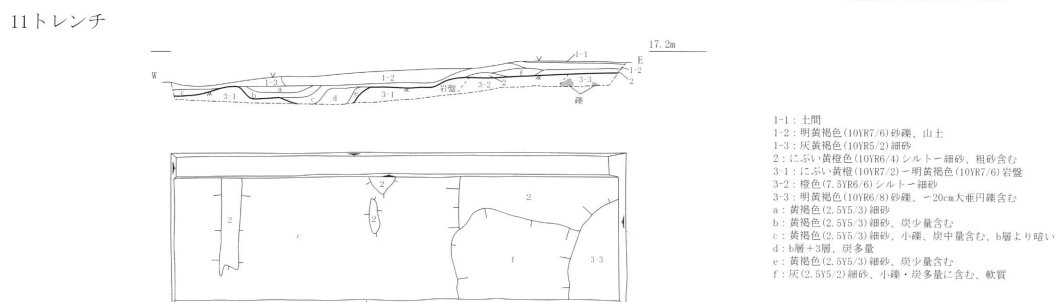 11トレンチ
17.2m
W
E
1-1
1-2
1-3
1-2
2
a
b
c
d
e
f
2
3-1
3-1
岩盤
3-2
3-3
礫
2
2
2
2
e
f
3-3
1-1：土間
1-2：明黄褐色(10YR7/6)砂礫、山土
1-3：灰黄褐色(10YR5/2)細砂
2：にぶい黄橙色(10YR6/4)シルト～細砂、粗砂含む
3-1：にぶい黄橙(10YR7/2)～明黄褐色(10YR7/6)岩盤
3-2：橙色(7.5YR6/6)シルト～細砂
3-3：明黄褐色(10YR6/8)砂礫、～20cm大亜円礫含む
a：黄褐色(2.5Y5/3)細砂
b：黄褐色(2.5Y5/3)細砂、炭少量含む
c：黄褐色(2.5Y5/3)細砂、小礫、炭中量含む、b層より暗い
d：b層＋3層、炭多量
e：黄褐色(2.5Y5/3)細砂、炭少量含む
f：灰(2.5Y5/2)細砂、小礫・炭多量に含む、軟質